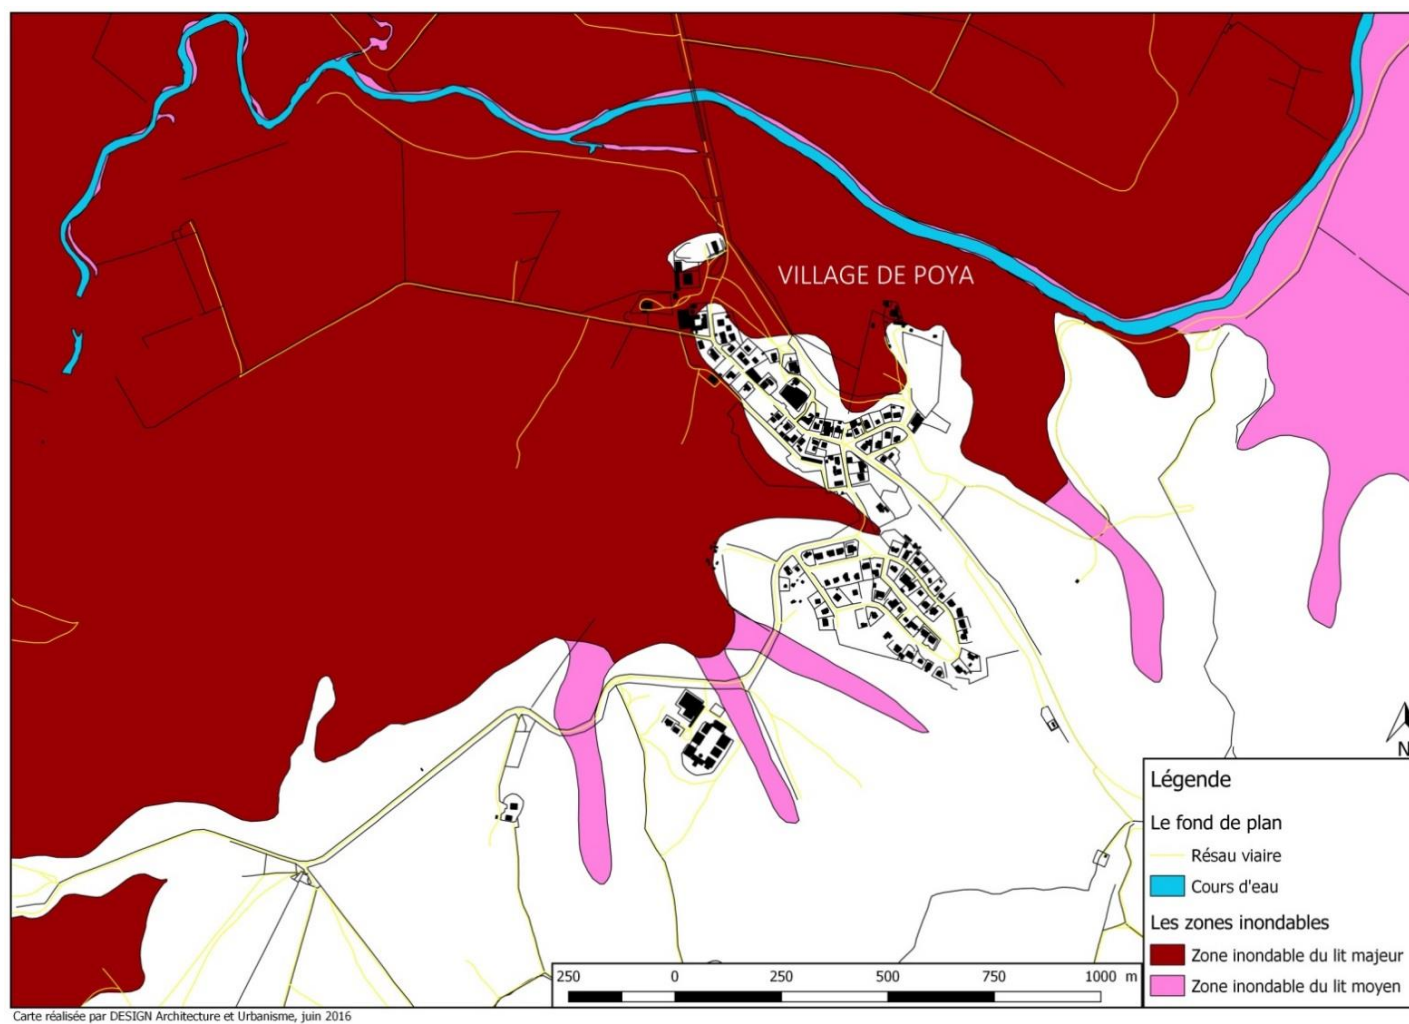 VILLAGE DE POYA
N
Légende
Le fond de plan
Résau viaire
Cours d'eau
Les zones inondables
Zone inondable du lit majeur
Zone inondable du lit moyen
250 0 250 500 750 1000 m
Carte réalisée par DESIGN Architecture et Urbanisme, juin 2016